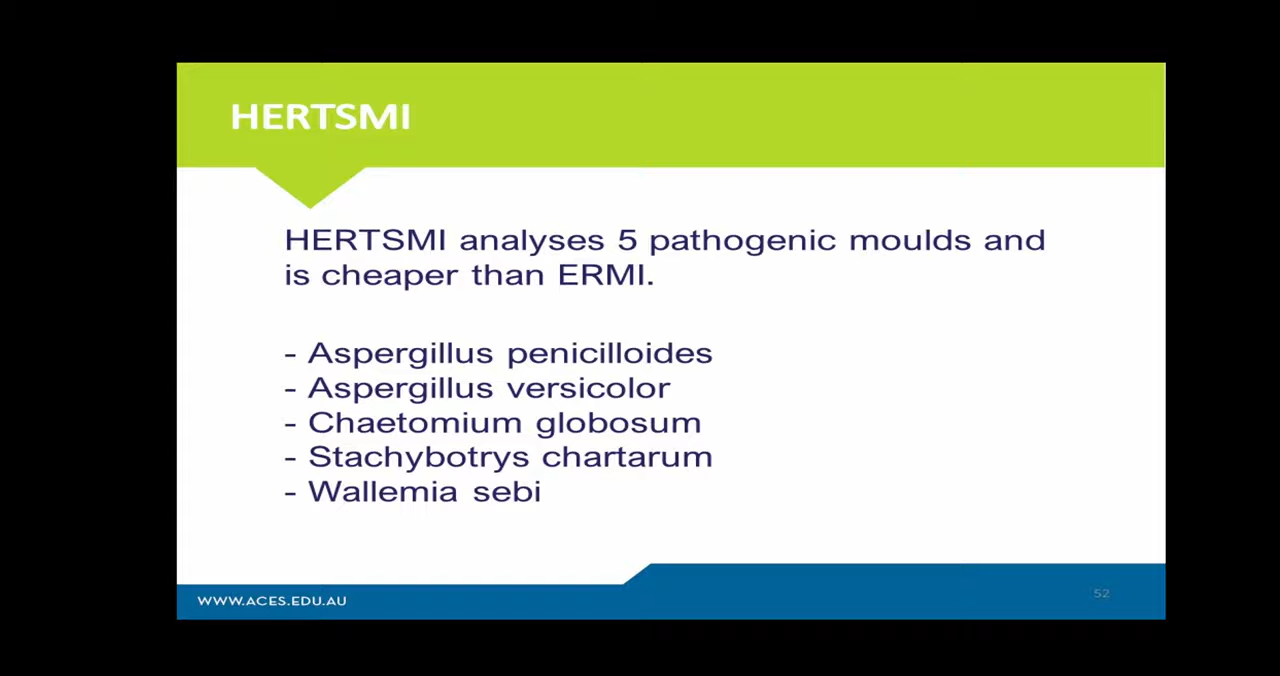 HERTSMI
HERTSMI analyses 5 pathogenic moulds and
is cheaper than ERMI.
- Aspergillus penicilloides
- Aspergillus versicolor
- Chaetomium globosum
- Stachybotrys chartarum
- Wallemia sebi
WWW.ACES.EDU.AU
52